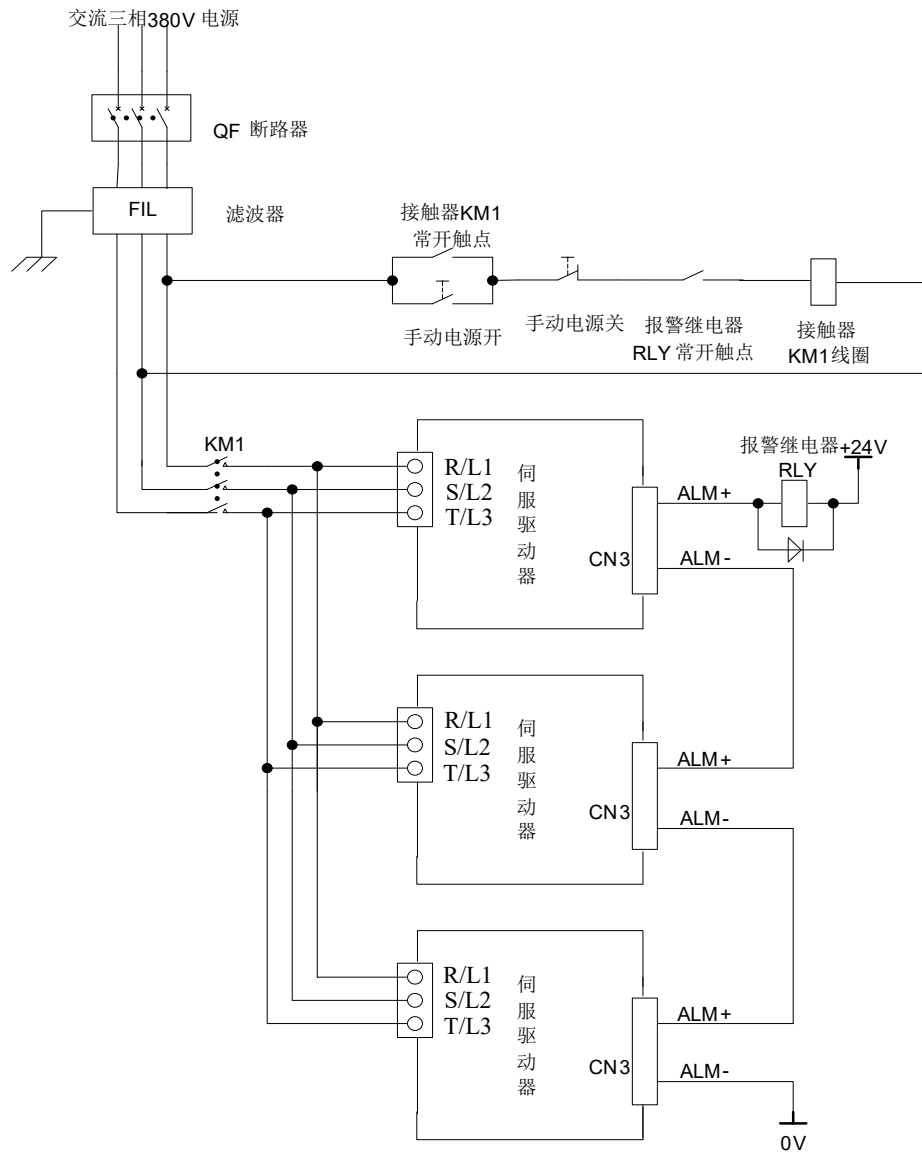 交流三相380V 电源
QF 断路器
FIL
滤波器
接触器KM1
常开触点
手动电源开
手动电源关
报警继电器
RLY 常开触点
接触器
KM1线圈
KM1
R/L1
S/L2
T/L3
伺服驱动器
CN3
ALM+
ALM-
报警继电器
RLY
+24V
R/L1
S/L2
T/L3
伺服驱动器
CN3
ALM+
ALM-
R/L1
S/L2
T/L3
伺服驱动器
CN3
ALM+
ALM-
0V